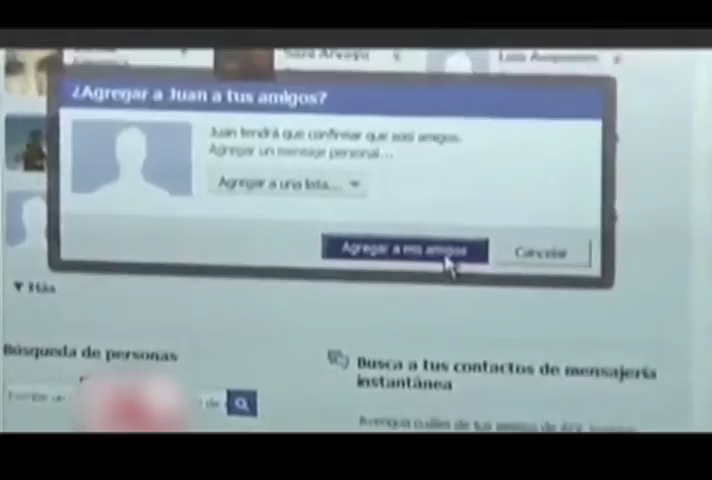 ¿Agregar a Juan a tus amigos?
Juan tendrá que confirmar que sois amigos.
Agregar un mensaje personal...
Agregar a una lista...
Agregar a mis amigos
Cancelar
Más
Búsqueda de personas
Busca a tus contactos de mensajería
instantánea